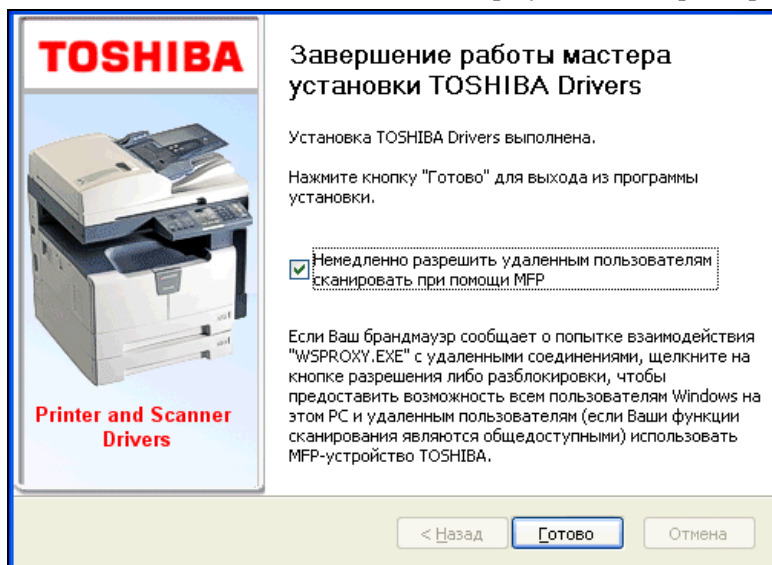 TOSHIBA
Printer and Scanner
Drivers
Завершение работы мастера
установки TOSHIBA Drivers
Установка TOSHIBA Drivers выполнена.
Нажмите кнопку "Готово" для выхода из программы
установки.
Немедленно разрешить удаленным пользователям
сканировать при помощи MFP
Если Ваш брандмауэр сообщает о попытке взаимодействия
"WSPROXY.EXE" с удаленными соединениями, щелкните на
кнопке разрешения либо разблокировки, чтобы
предоставить возможность всем пользователям Windows на
этом PC и удаленным пользователям (если Ваши функции
сканирования являются общедоступными) использовать
MFP-устройство TOSHIBA.
< Назад Готово Отмена